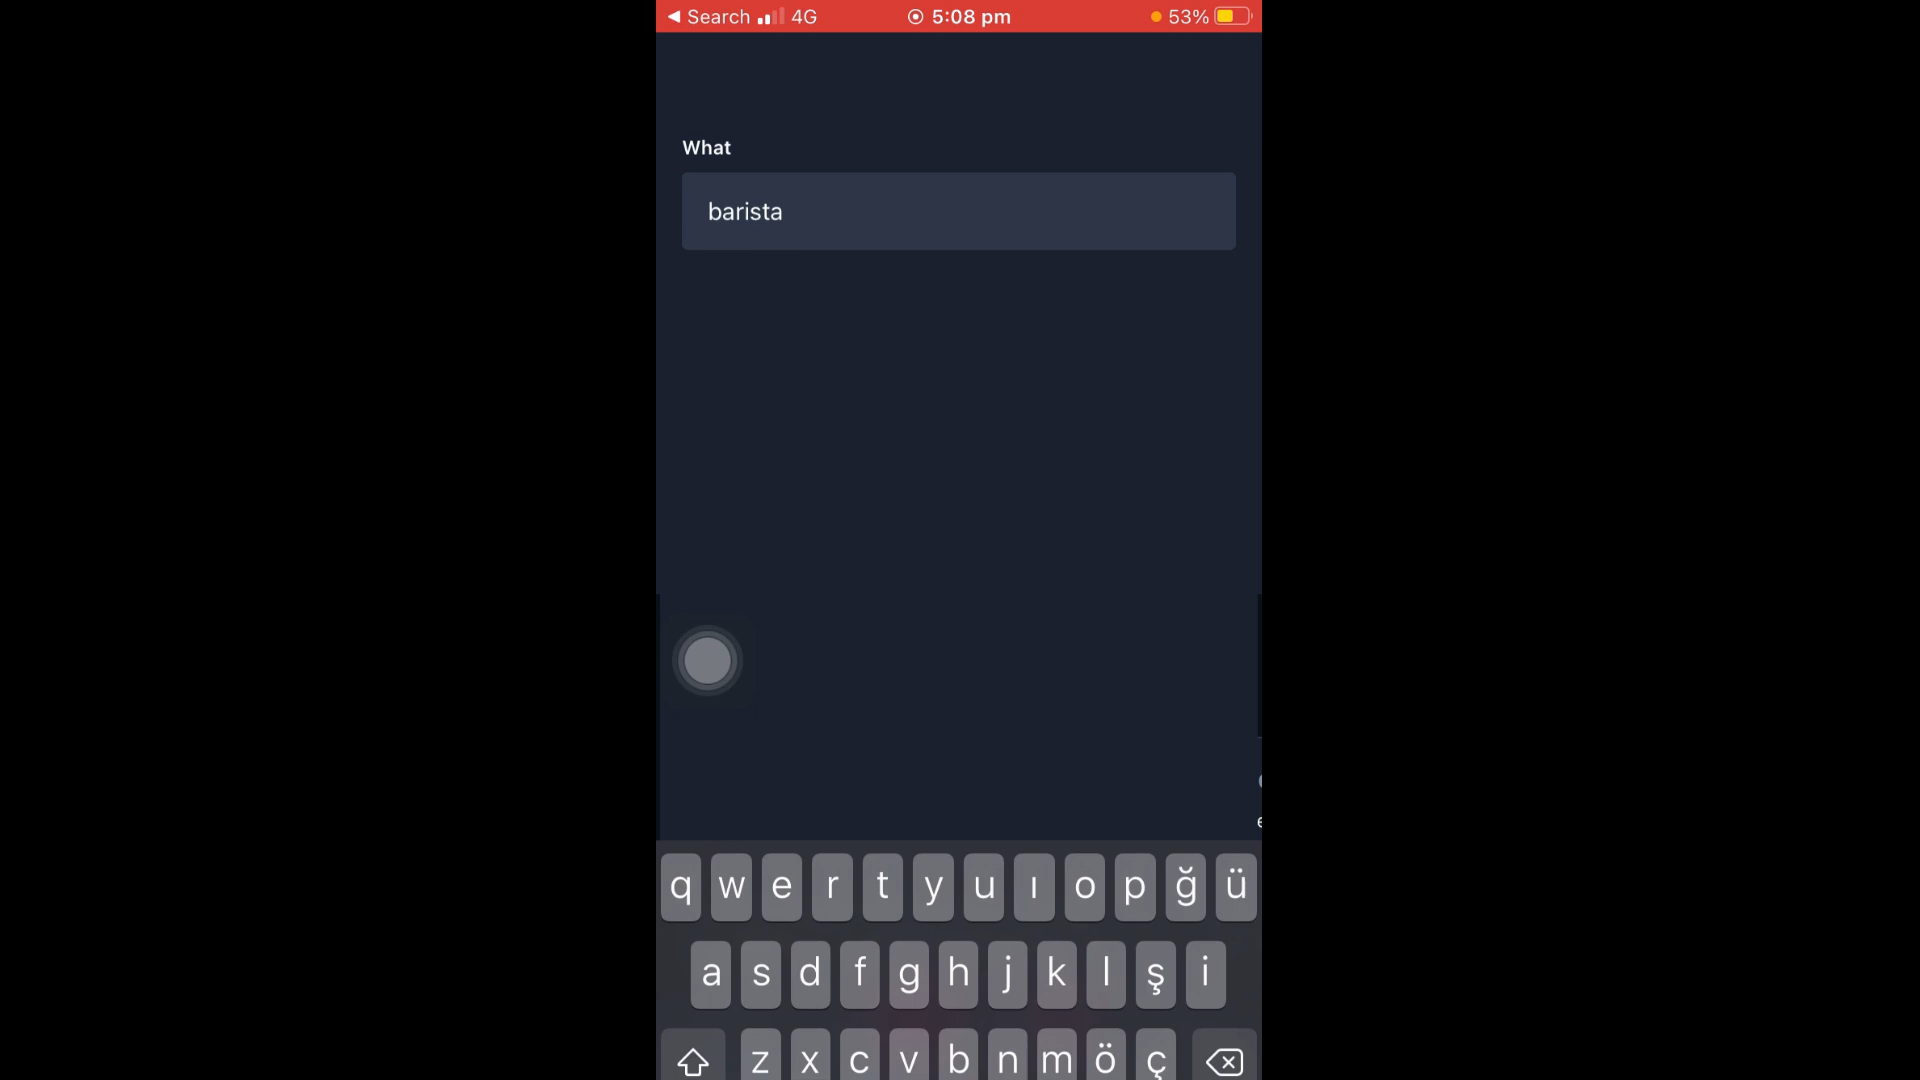 ◀ Search 4G 5:08 pm 53%
What
barista
q w e r t y u ı o p ğ ü
a s d f g h j k l ş i
z x c v b n m ö ç